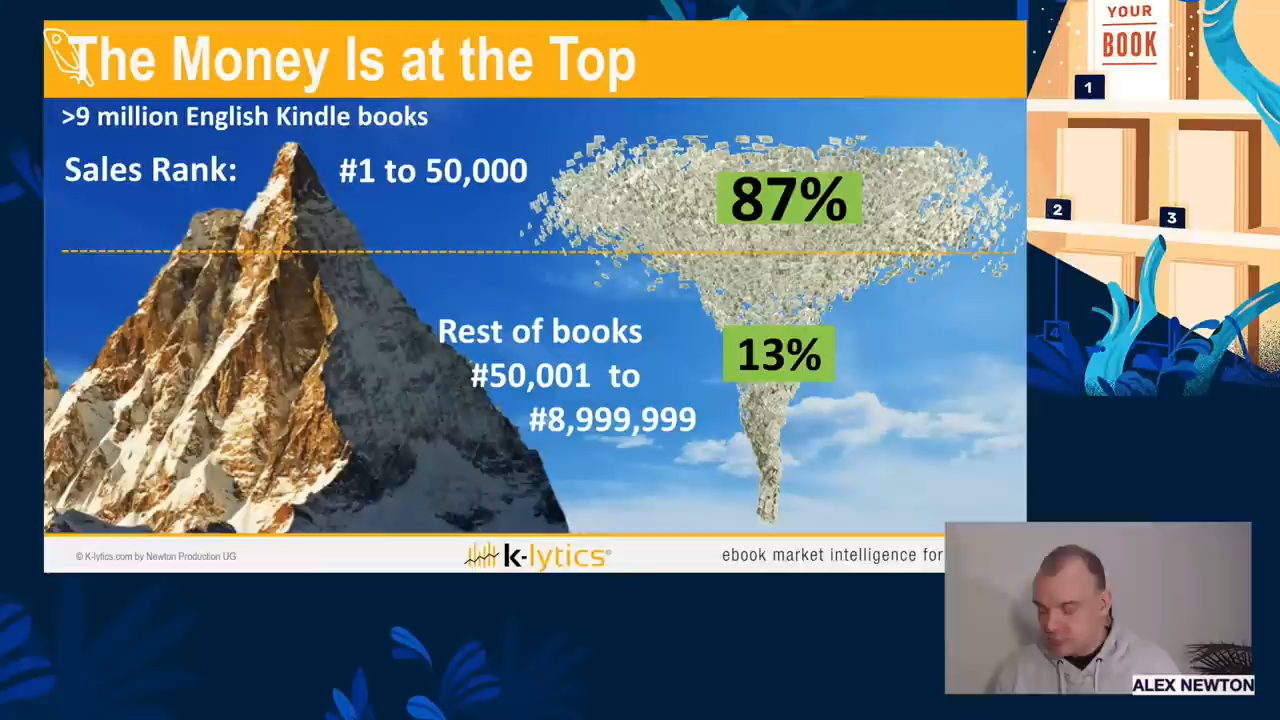 The Money Is at the Top
>9 million English Kindle books
Sales Rank:
#1 to 50,000
87%
Rest of books
#50,001 to
#8,999,999
13%
© K-lytics.com by Newton Production UG
k-lytics®
ebook market intelligence for
YOUR
BOOK
1
2
3
4
ALEX NEWTON